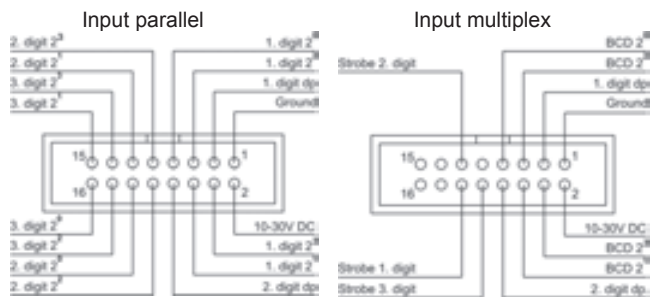 Input parallel
2. digit 2³
2. digit 2¹
3. digit 2³
3. digit 2¹
1. digit 2
1. digit 2
1. digit dp
Ground
15
1
16
2
3. digit 2
3. digit 2
2. digit 2
2. digit 2
10-30V DC
1. digit 2
1. digit 2
2. digit dp
Input multiplex
Strobe 2. digit
BCD 2
BCD 2
1. digit dp
Ground
15
1
16
2
Strobe 1. digit
Strobe 3. digit
10-30V DC
BCD 2
BCD 2
2. digit dp